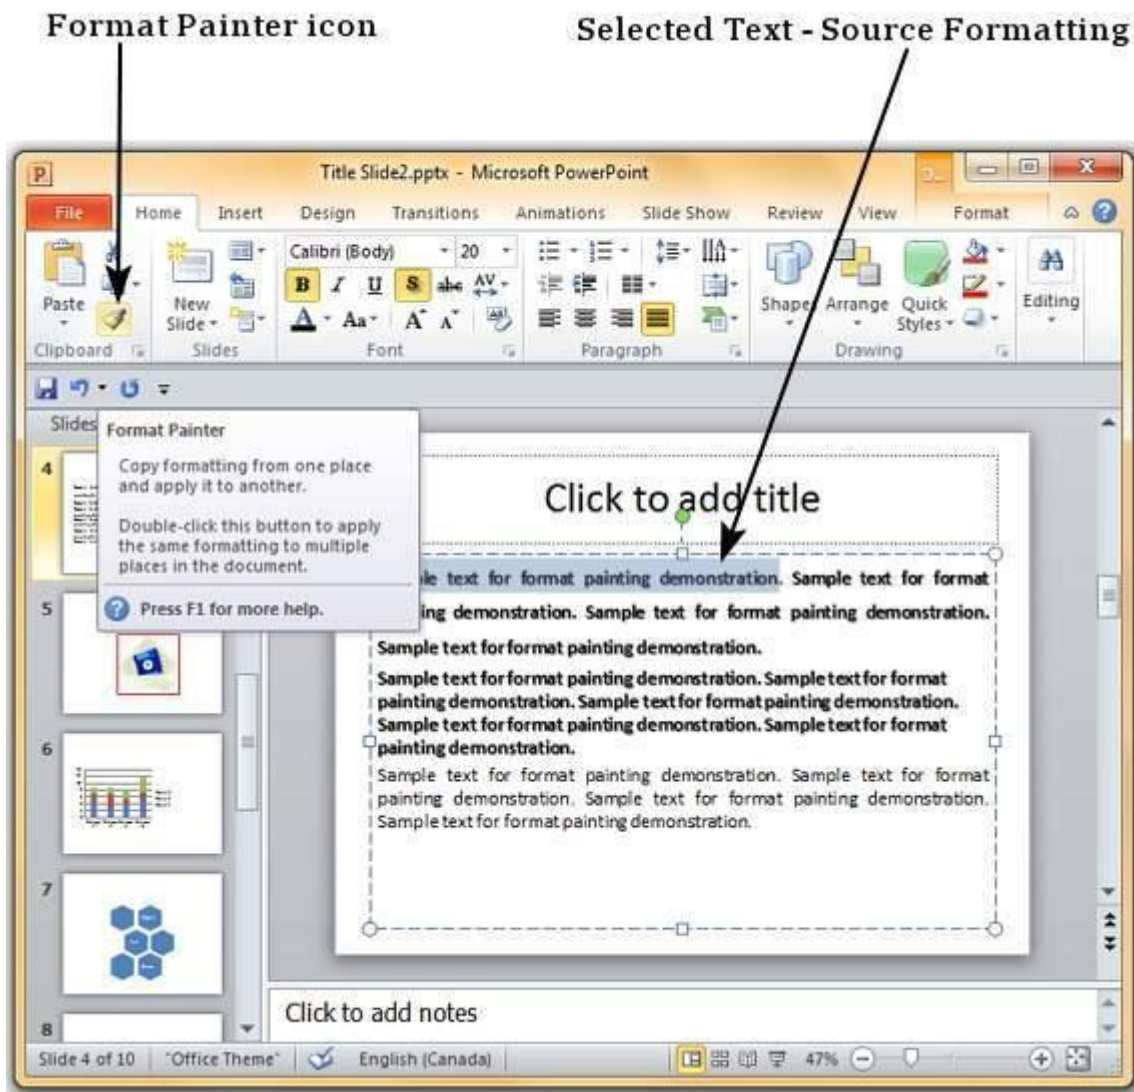 Format Painter icon
Selected Text - Source Formatting
Title Slide2.pptx - Microsoft PowerPoint
File Home Insert Design Transitions Animations Slide Show Review View Format
Calibri (Body) 20
Paste
New Slide
B I U S abc AV
A Aa A A
Shapes Arrange Quick Styles
Editing
Clipboard Slides Font Paragraph Drawing
Slides
Format Painter
Copy formatting from one place
and apply it to another.
Double-click this button to apply
the same formatting to multiple
places in the document.
Press F1 for more help.
4
5
6
7
8
Click to add title
le text for format painting demonstration. Sample text for format
ing demonstration. Sample text for format painting demonstration.
Sample text for format painting demonstration.
Sample text for format painting demonstration. Sample text for format
painting demonstration. Sample text for format painting demonstration.
Sample text for format painting demonstration. Sample text for format
painting demonstration.
Sample text for format painting demonstration. Sample text for format
painting demonstration. Sample text for format painting demonstration.
Sample text for format painting demonstration.
Click to add notes
Slide 4 of 10 "Office Theme" English (Canada) 47%